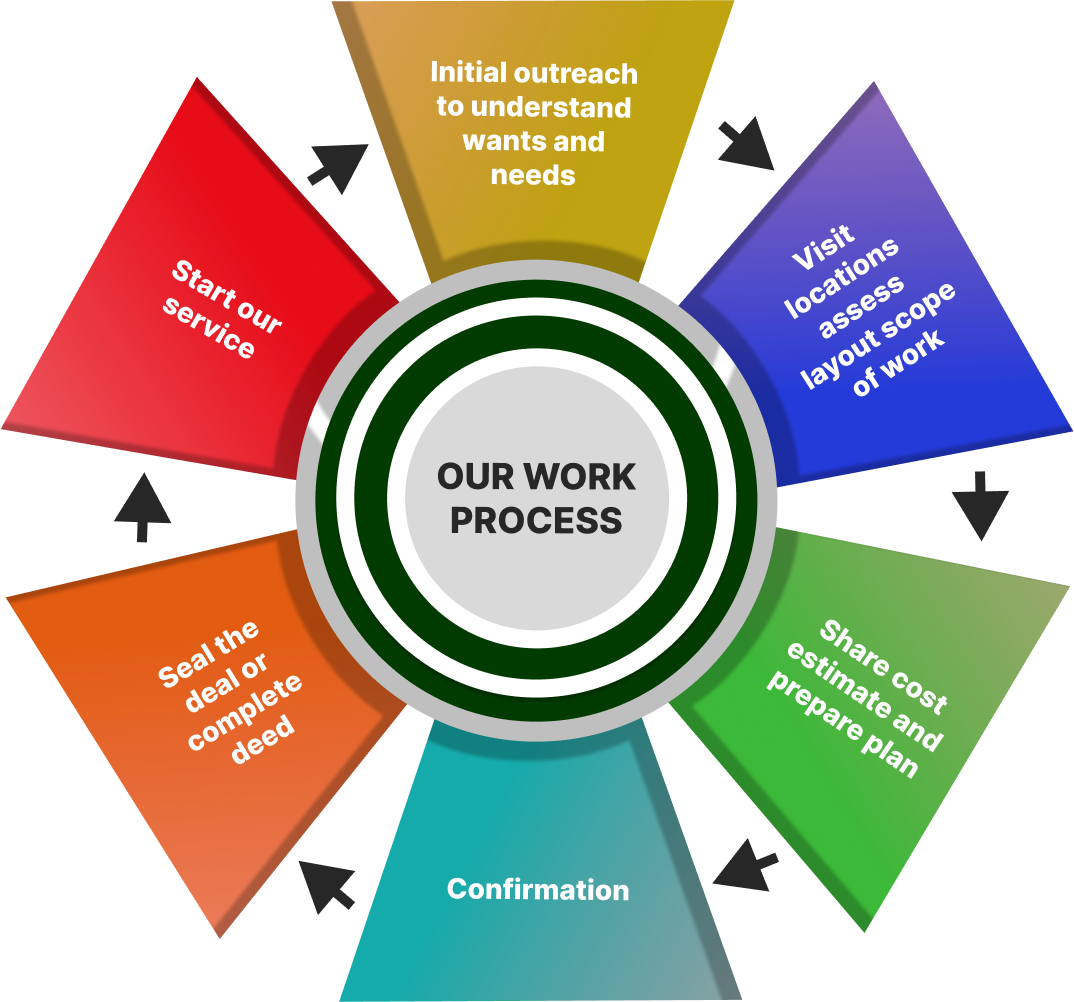 Initial outreach
to understand
wants and
needs
Visit
locations
assess
layout scope
of work
Share cost
estimate and
prepare plan
Confirmation
Seal the
deal or
complete
deed
Start our
service
OUR WORK
PROCESS